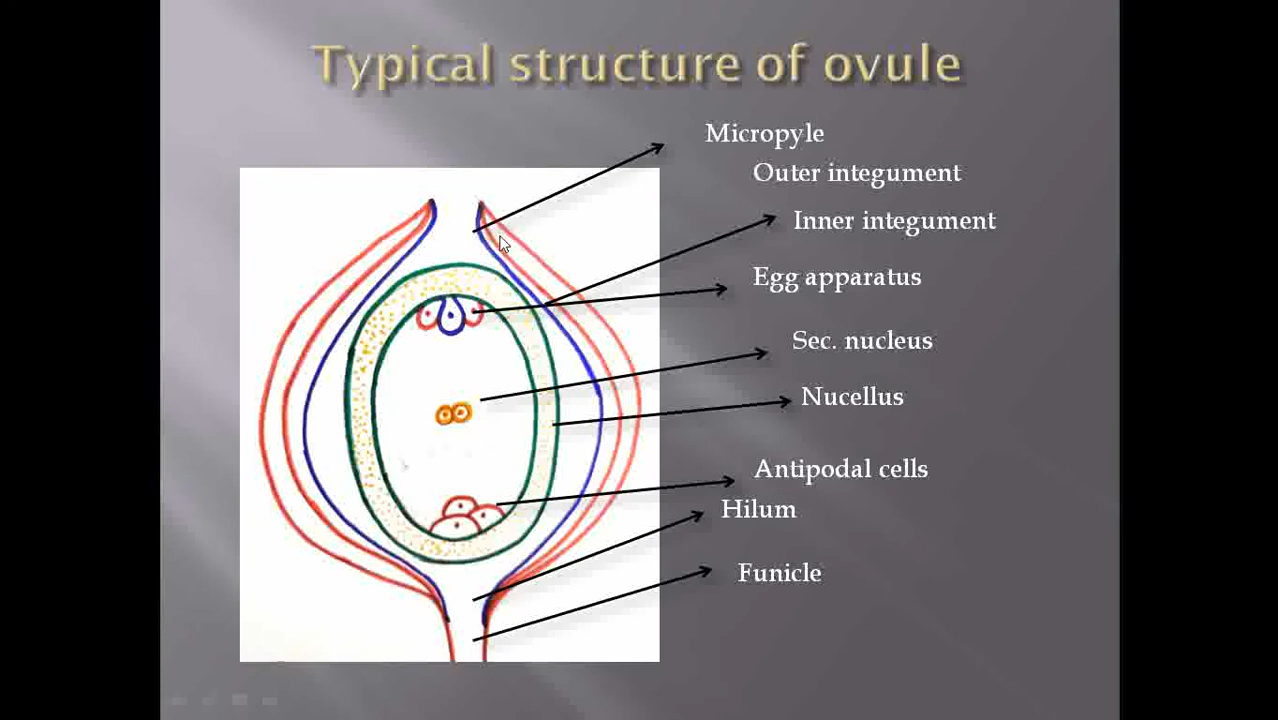 Typical structure of ovule
Micropyle
Outer integument
Inner integument
Egg apparatus
Sec. nucleus
Nucellus
Antipodal cells
Hilum
Funicle